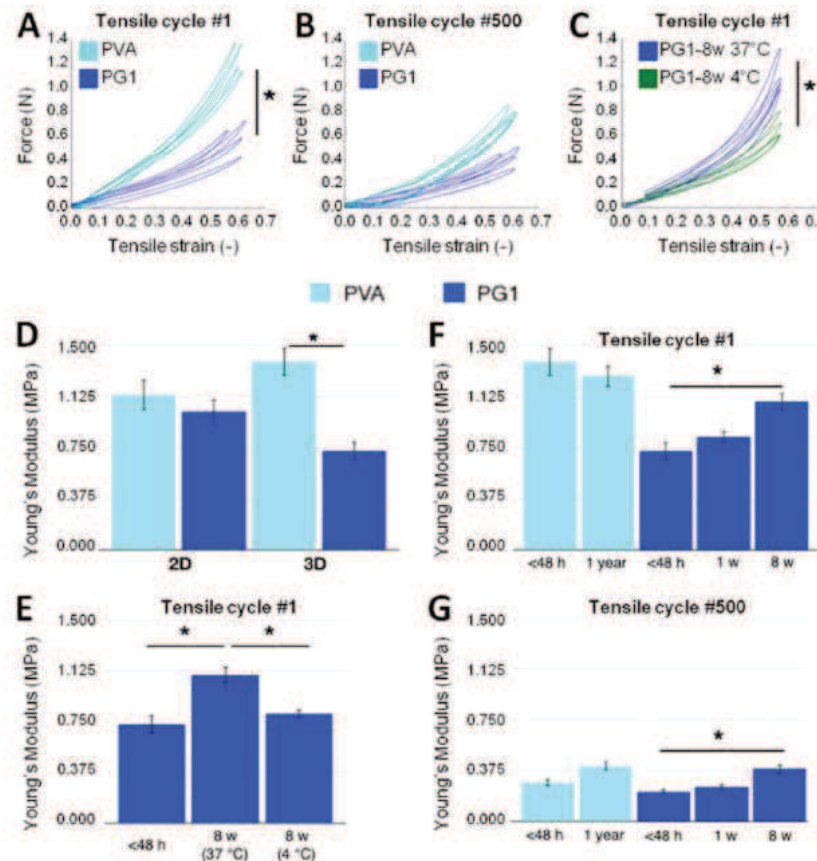 A Tensile cycle #1
1.4
1.2
1.0
0.8
0.6
0.4
0.2
0.0
Force (N)
PVA
PG1
*
0.0 0.1 0.2 0.3 0.4 0.5 0.6 0.7
Tensile strain (-)
B Tensile cycle #500
1.4
1.2
1.0
0.8
0.6
0.4
0.2
0.0
Force (N)
PVA
PG1
0.0 0.1 0.2 0.3 0.4 0.5 0.6 0.7
Tensile strain (-)
C Tensile cycle #1
1.4
1.2
1.0
0.8
0.6
0.4
0.2
0.0
Force (N)
PG1-8w 37°C
PG1-8w 4°C
*
0.0 0.1 0.2 0.3 0.4 0.5 0.6
Tensile strain (-)
PVA PG1
D
1.500
1.125
0.750
0.375
0.000
Young's Modulus (MPa)
*
2D 3D
F Tensile cycle #1
1.500
1.125
0.750
0.375
0.000
Young's Modulus (MPa)
*
<48 h 1 year <48 h 1 w 8 w
E Tensile cycle #1
1.500
1.125
0.750
0.375
0.000
Young's Modulus (MPa)
* *
<48 h 8 w 8 w
(37 °C) (4 °C)
G Tensile cycle #500
1.500
1.125
0.750
0.375
0.000
Young's Modulus (MPa)
*
<48 h 1 year <48 h 1 w 8 w